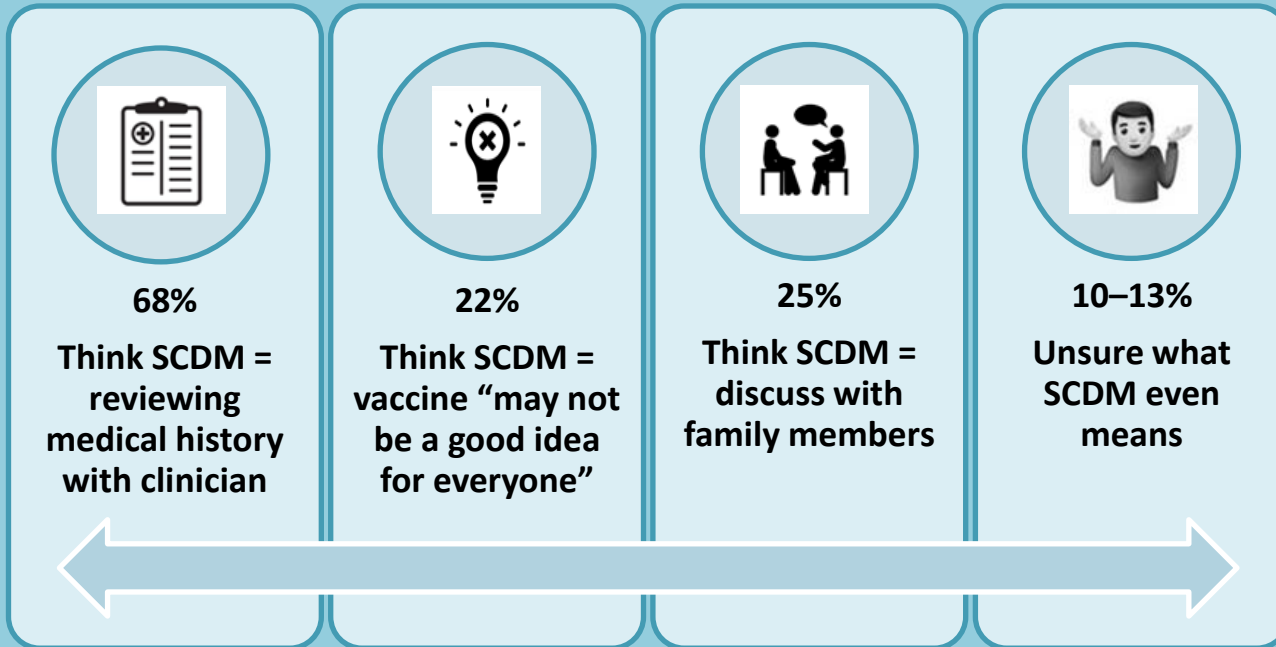 68%
Think SCDM =
reviewing
medical history
with clinician
22%
Think SCDM =
vaccine “may not
be a good idea
for everyone”
25%
Think SCDM =
discuss with
family members
10–13%
Unsure what
SCDM even
means